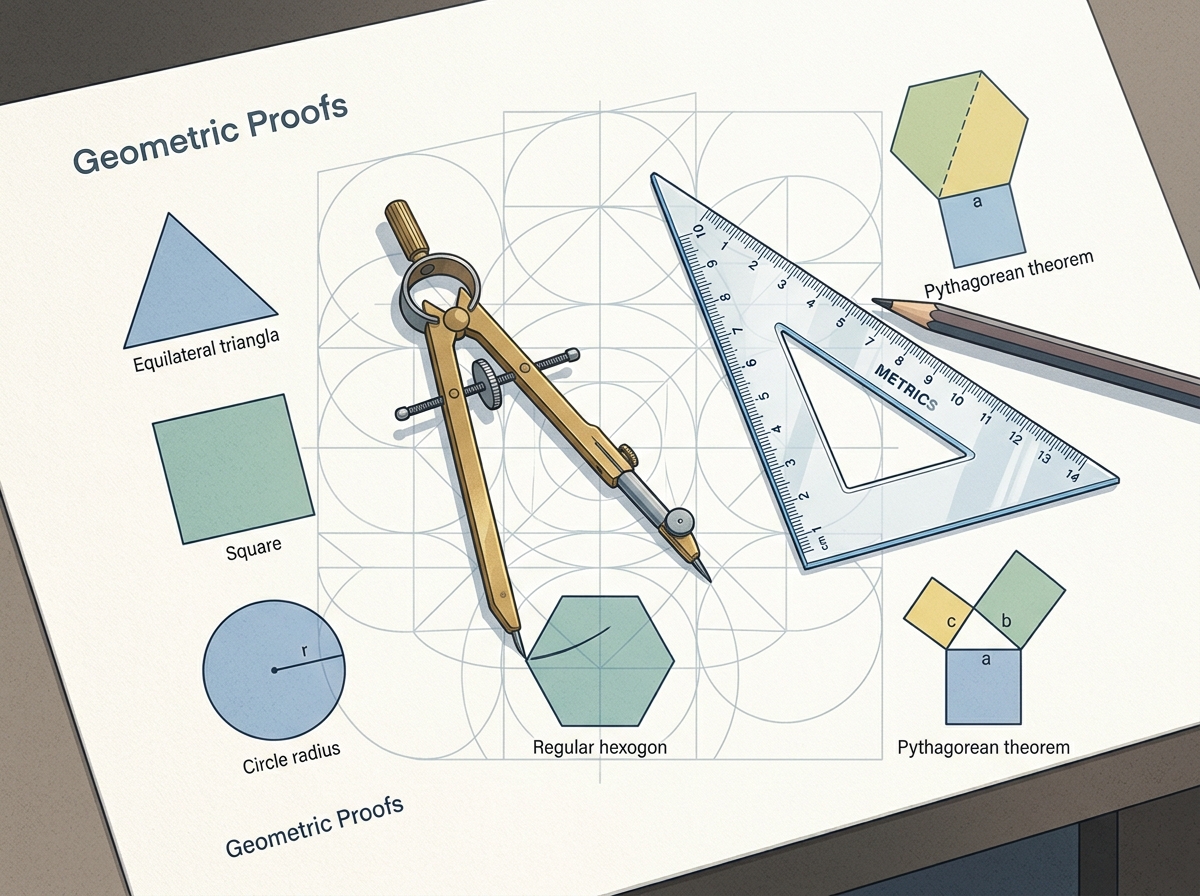 Geometric Proofs
a
Pythagorean theorem
Equilateral triangla
10 9 8 7 6 5 4 3 2 1 cm
1 2 3 4 5 7 8 9 10 11 12 13 14
METRICS
Square
r
Circle radius
Regular hexogon
c
b
a
Pythagorean theorem
Geometric Proofs